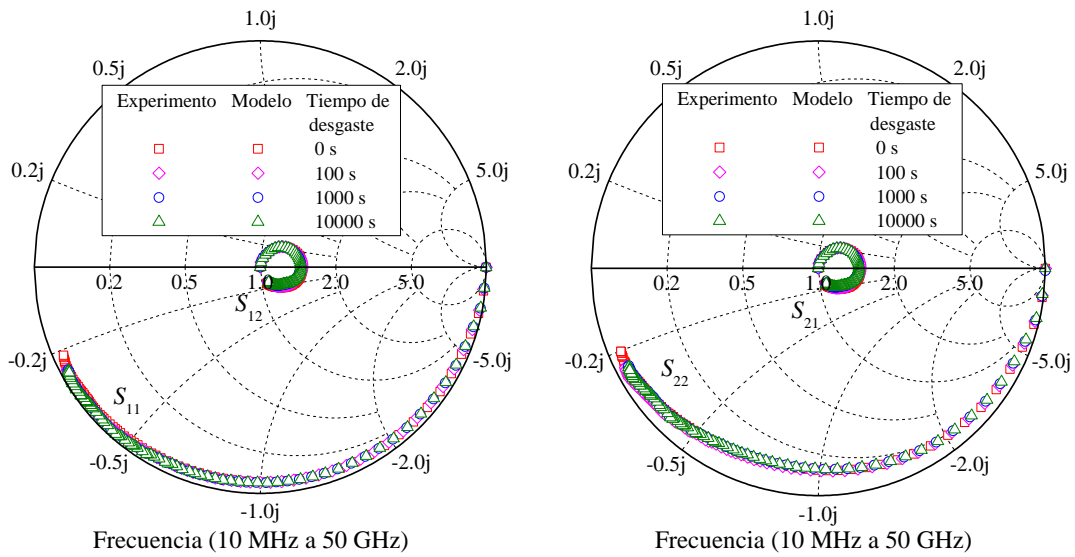 1.0j
0.5j
2.0j
Experimento Modelo Tiempo de
desgaste
0 s
100 s
1000 s
10000 s
0.2j
5.0j
0.2 0.5 1.0 2.0 5.0
S12
-0.2j
-5.0j
S11
-0.5j
-2.0j
-1.0j
Frecuencia (10 MHz a 50 GHz)
1.0j
0.5j
2.0j
Experimento Modelo Tiempo de
desgaste
0 s
100 s
1000 s
10000 s
0.2j
5.0j
0.2 0.5 1.0 2.0 5.0
S21
-0.2j
-5.0j
S22
-0.5j
-2.0j
-1.0j
Frecuencia (10 MHz a 50 GHz)